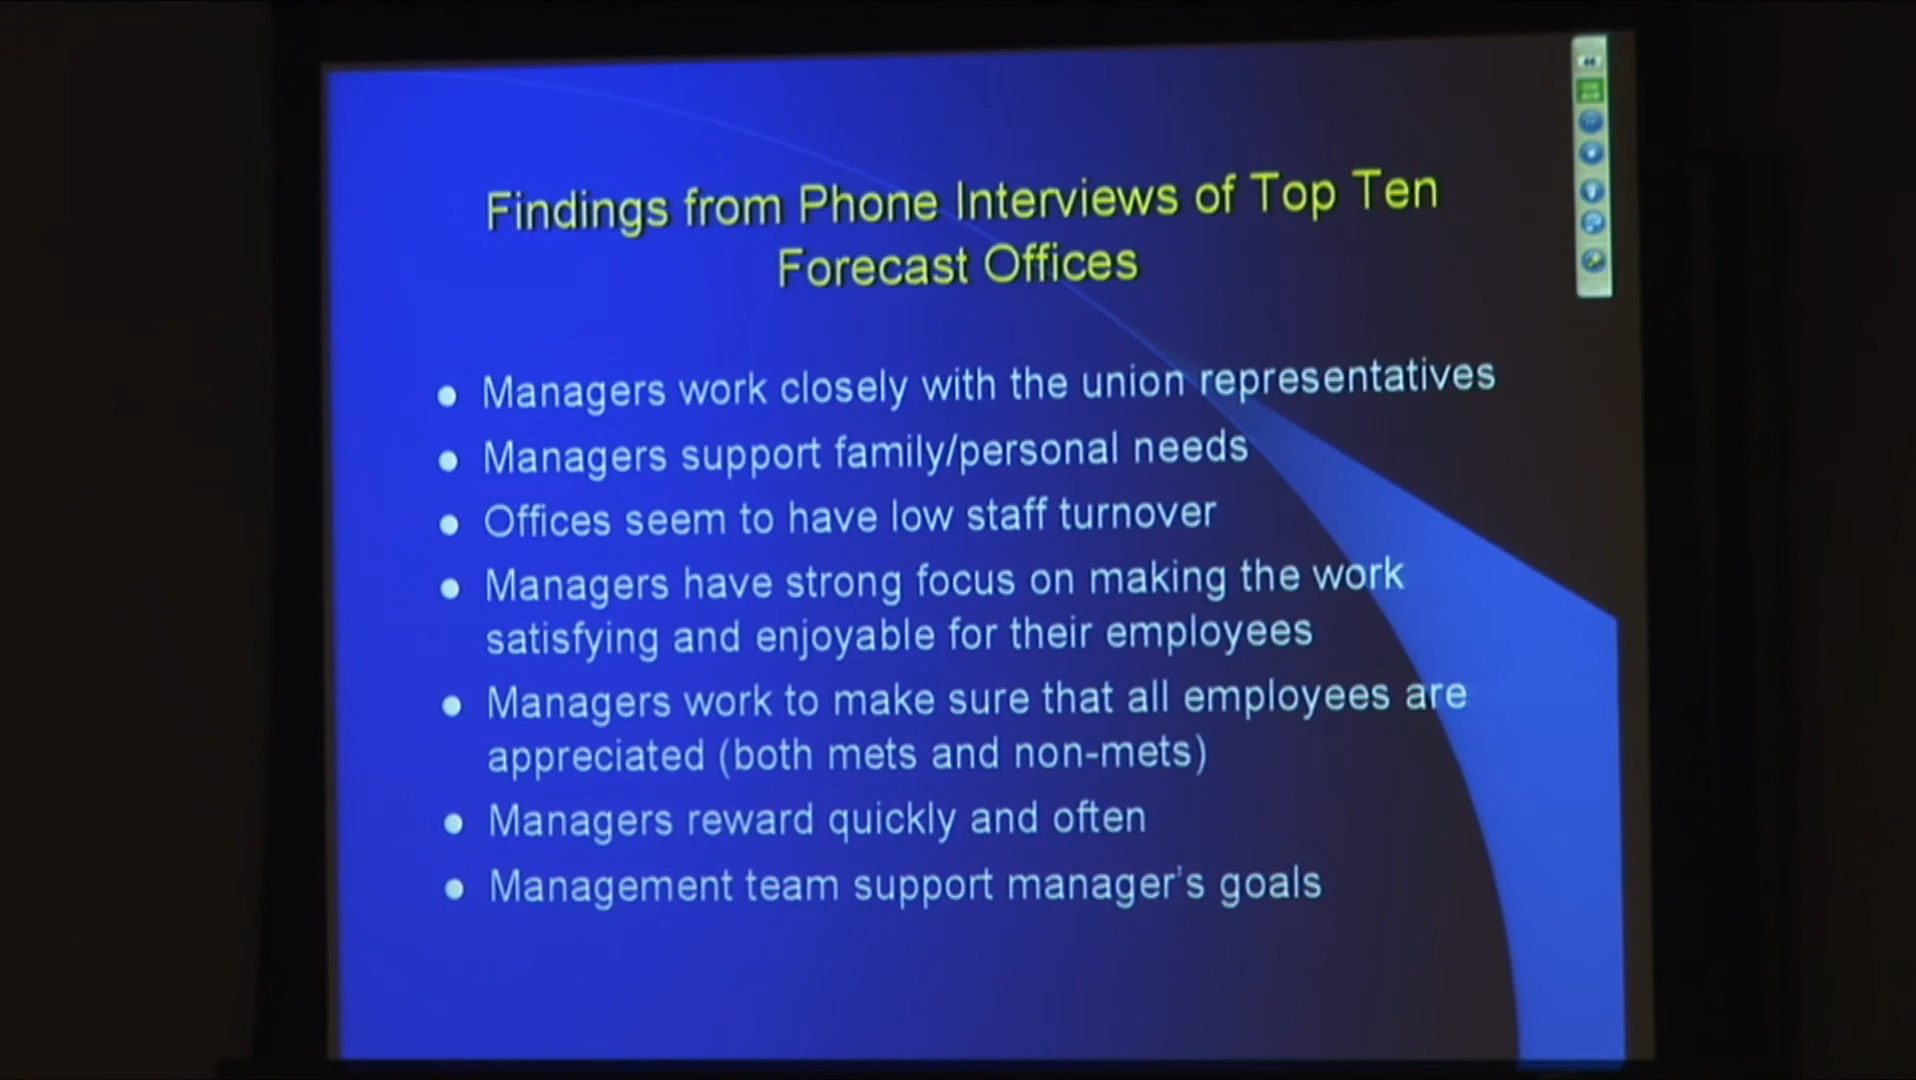 Findings from Phone Interviews of Top Ten
Forecast Offices
● Managers work closely with the union representatives
● Managers support family/personal needs
● Offices seem to have low staff turnover
● Managers have strong focus on making the work
satisfying and enjoyable for their employees
● Managers work to make sure that all employees are
appreciated (both mets and non-mets)
● Managers reward quickly and often
● Management team support manager's goals